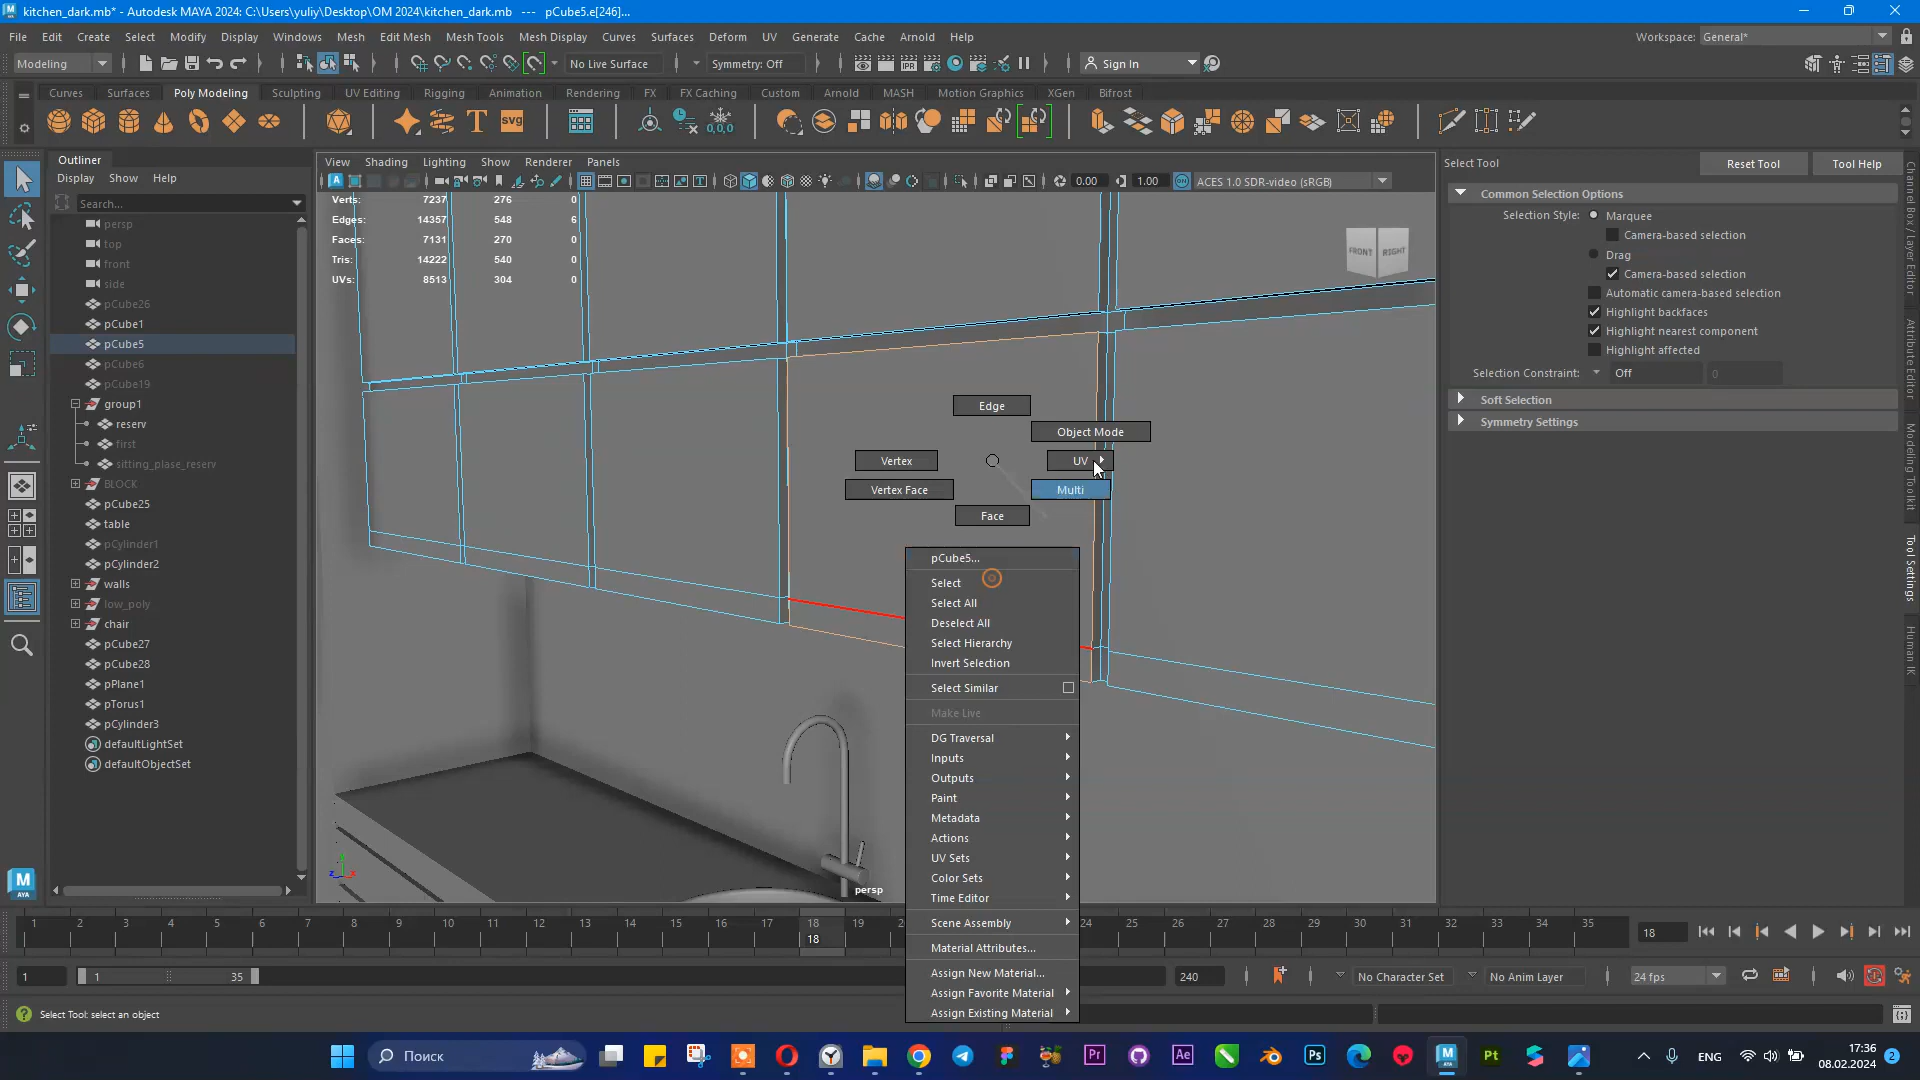 kitchen_dark.mb* - Autodesk MAYA 2024: C:\Users\yuliy\Desktop\OM 2024\kitchen_dark.mb   ---   pCube5.e[246]...
File Edit Create Select Modify Display Windows Mesh Edit Mesh Mesh Tools Mesh Display Curves Surfaces Deform UV Generate Cache Arnold Help Workspace: General*
Modeling No Live Surface Symmetry: Off Sign In
Curves Surfaces Poly Modeling Sculpting UV Editing Rigging Animation Rendering FX FX Caching Custom Arnold MASH Motion Graphics XGen Bifrost
Outliner
Display Show Help
Search...
persp
top
front
side
pCube26
pCube1
pCube5
pCube6
pCube19
group1
reserv
first
sitting_plase_reserv
BLOCK
pCube25
table
pCylinder1
pCylinder2
walls
low_poly
chair
pCube27
pCube28
pPlane1
pTorus1
pCylinder3
defaultLightSet
defaultObjectSet
View Shading Lighting Show Renderer Panels
0.00 1.00 ACES 1.0 SDR-video (sRGB)
Verts: 7237 276 0
Edges: 14357 548 6
Faces: 7131 270 0
Tris: 14222 540 0
UVs: 8513 304 0
FRONT RIGHT
Edge
Object Mode
Vertex UV
Vertex Face Multi
Face
pCube5...
Select
Select All
Deselect All
Select Hierarchy
Invert Selection
Select Similar
Make Live
DG Traversal
Inputs
Outputs
Paint
Metadata
Actions
UV Sets
Color Sets
Time Editor
Scene Assembly
Material Attributes...
Assign New Material...
Assign Favorite Material
Assign Existing Material
persp
Select Tool Reset Tool Tool Help
Common Selection Options
Selection Style: Marquee
Camera-based selection
Drag
Camera-based selection
Automatic camera-based selection
Highlight backfaces
Highlight nearest component
Highlight affected
Selection Constraint: Off 0
Soft Selection
Symmetry Settings
Channel Box / Layer Editor
Attribute Editor
Modeling Toolkit
Tool Settings
Human IK
1 2 3 4 5 6 7 8 9 10 11 12 13 14 15 16 17 18 19 24 25 26 27 28 29 30 31 32 33 34 35
18 18
1 1 35 240 No Character Set No Anim Layer 24 fps
Select Tool: select an object
Поиск
ENG 17:36
08.02.2024 2